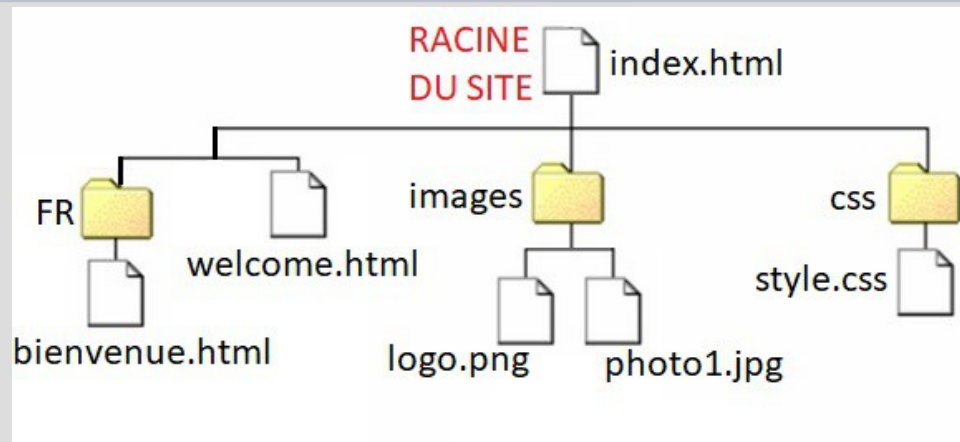 RACINE
DU SITE
index.html
FR
welcome.html
images
css
bienvenue.html
logo.png
photo1.jpg
style.css